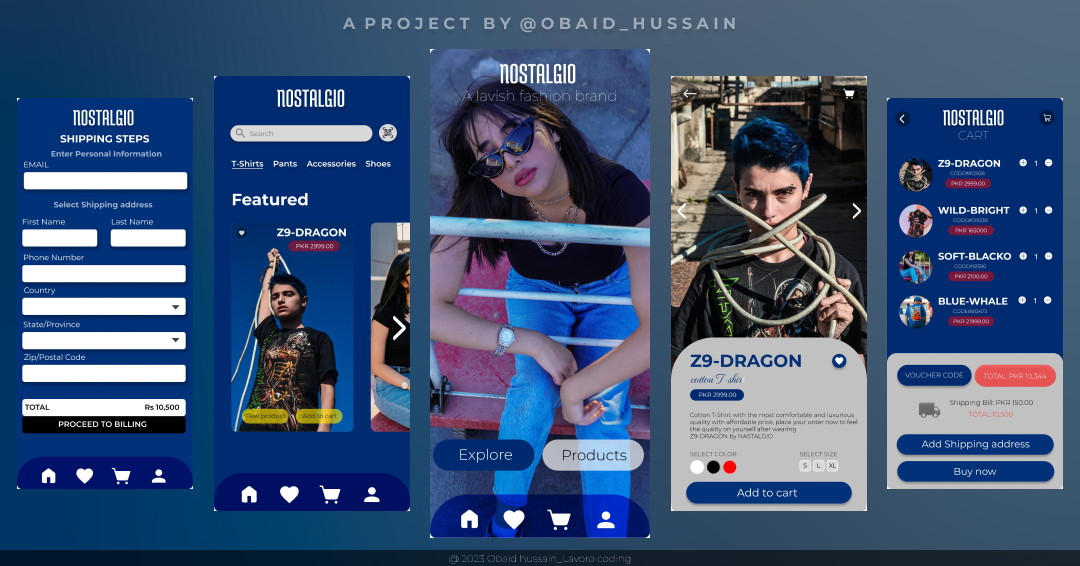 A PROJECT BY @OBAID_HUSSAIN
NOSTALGIO
SHIPPING STEPS
Enter Personal Information
EMAIL
Select Shipping address
First Name
Last Name
Phone Number
Country
State/Province
Zip/Postal Code
TOTAL
Rs 10,500
PROCEED TO BILLING
NOSTALGIO
Search
T-Shirts Pants Accessories Shoes
Featured
Z9-DRAGON
PKR 2999.00
View product
Add to cart
NOSTALGIO
A lavish fashion brand
Explore
Products
Z9-DRAGON
cotton T-shirt
PKR 2999.00
Cotton T-Shirt with the most comfortable and luxurious
quality with affordable price, place your order now to feel
the quality on yourself after wearing
Z9-DRAGON by NASTALGIO
SELECT COLOR
SELECT SIZE
S L XL
Add to cart
NOSTALGIO
CART
Z9-DRAGON
1
PKR 2999.00
WILD-BRIGHT
1
PKR 165000
SOFT-BLACKO
1
PKR 2100.00
BLUE-WHALE
1
PKR 21999.00
VOUCHER CODE
TOTAL: PKR 10,344
Shipping Bill: PKR 150.00
TOTAL:10,500
Add Shipping address
Buy now
@ 2023 Obaid hussain_Lavoro coding